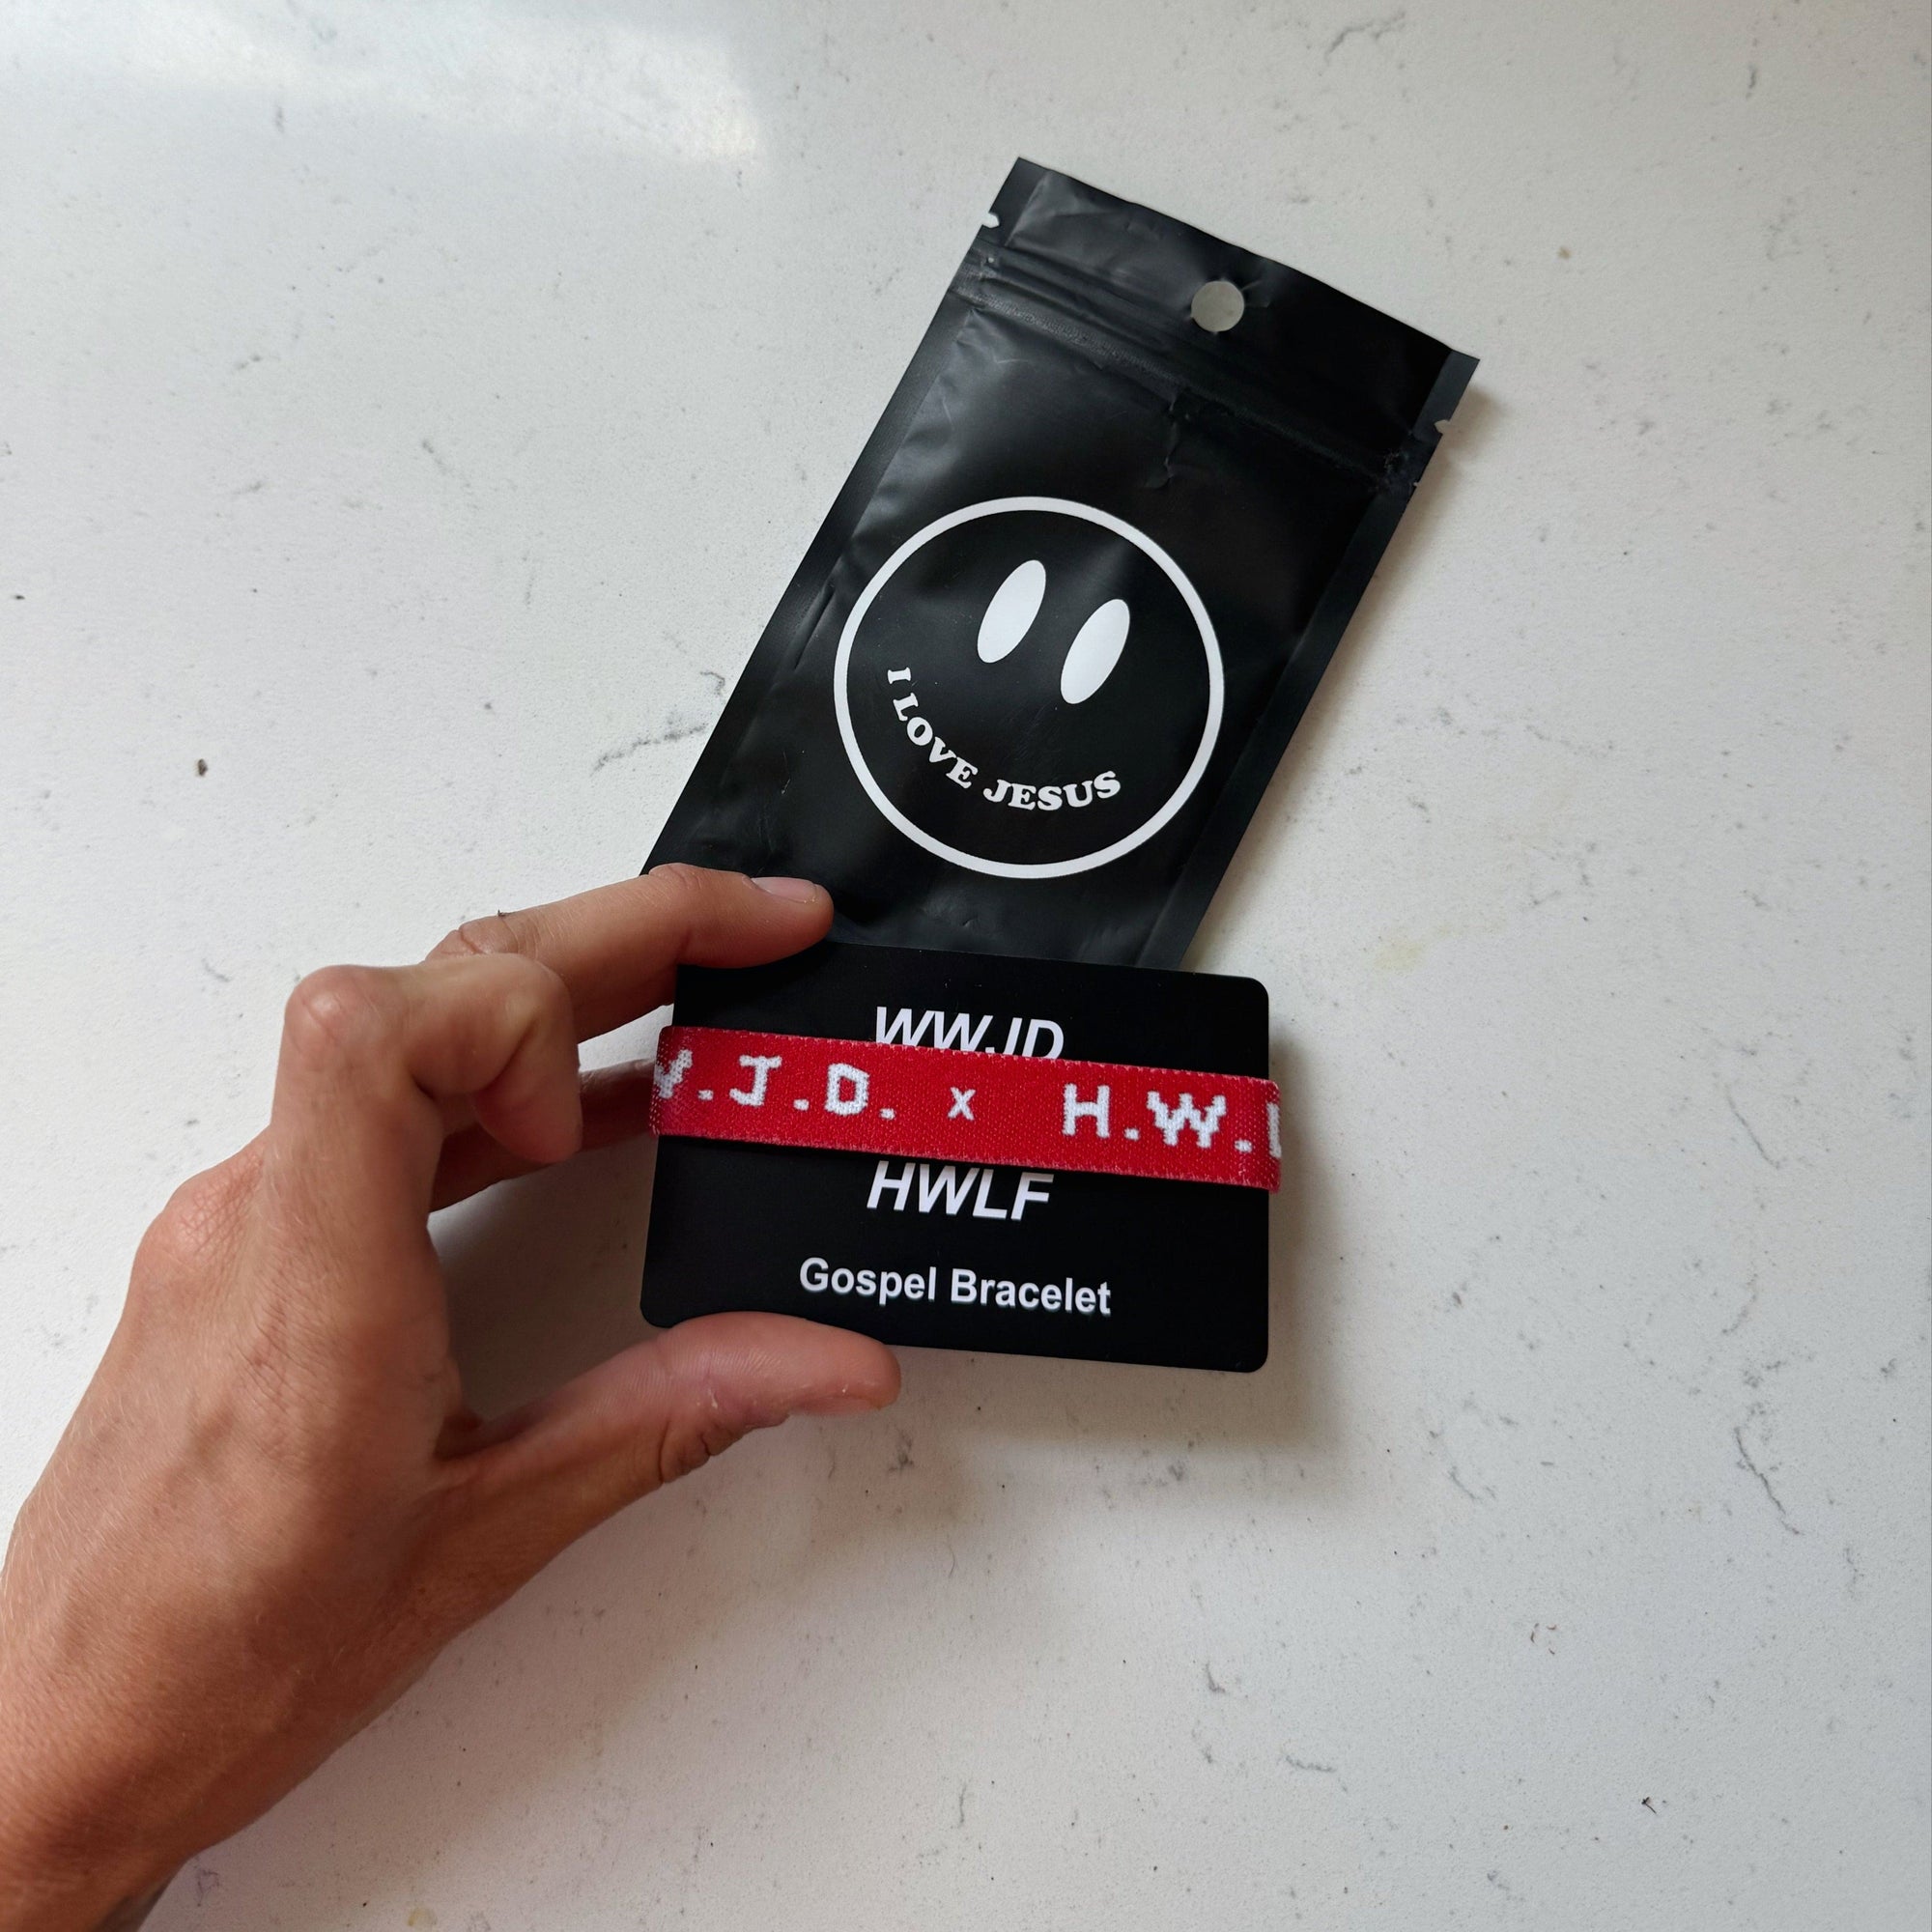 I LOVE JESUS
WWJD
.J.D. x H.W.
HWLF
Gospel Bracelet